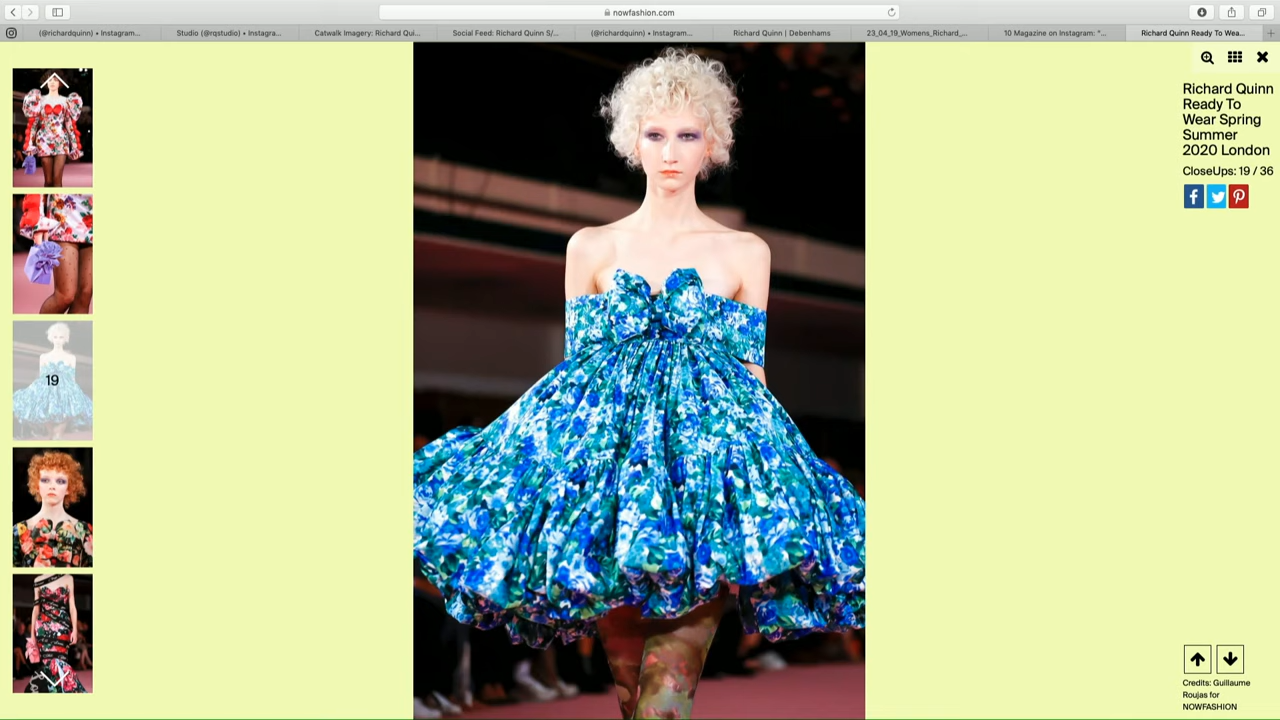 nowfashion.com
(@richardquinn) • Instagram...
Studio (@rqstudio) • Instagra...
Catwalk Imagery: Richard Qui...
Social Feed: Richard Quinn S/...
(@richardquinn) • Instagram...
Richard Quinn | Debenhams
23_04_19_Womens_Richard_...
10 Magazine on Instagram: "...
Richard Quinn Ready To Wea...
Richard Quinn
Ready To
Wear Spring
Summer
2020 London
CloseUps: 19 / 36
19
Credits: Guillaume
Roujas for
NOWFASHION